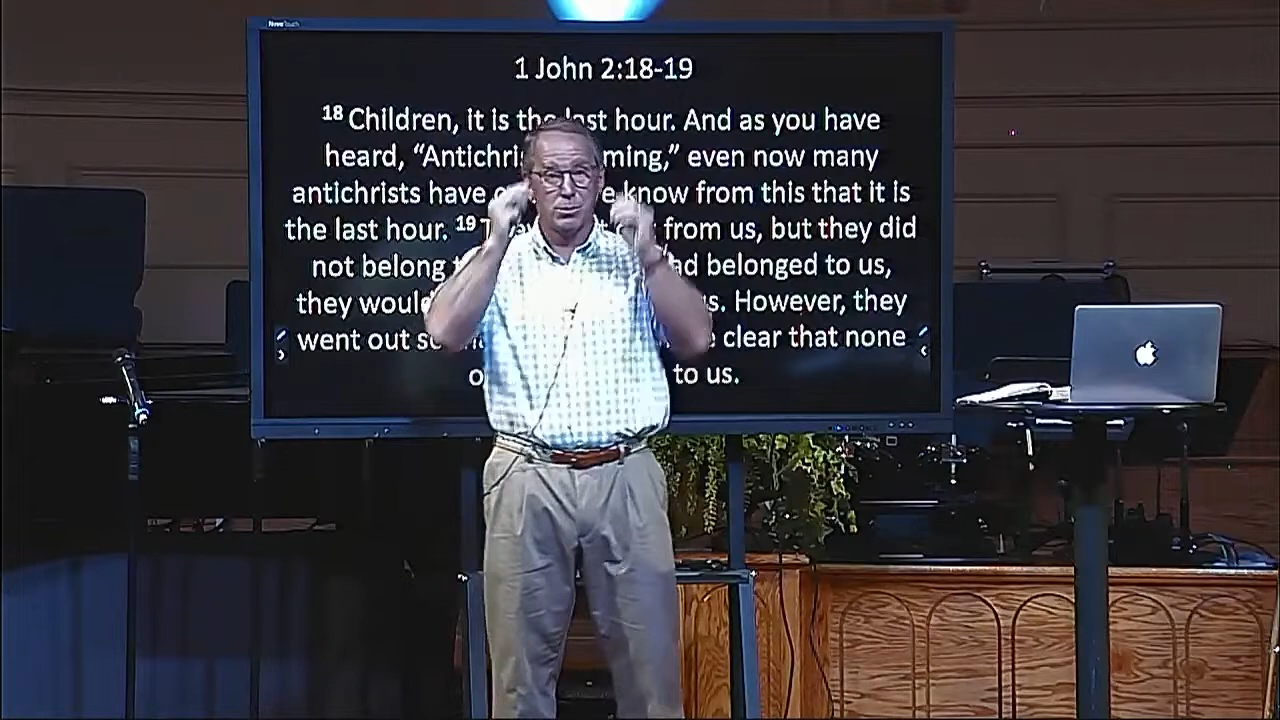 NovaTouch
1 John 2:18-19
18 Children, it is the last hour. And as you have
heard, “Antichri ming,” even now many
antichrists have e know from this that it is
the last hour. 19 from us, but they did
not belong ad belonged to us,
they would us. However, they
went out so clear that none
to us.